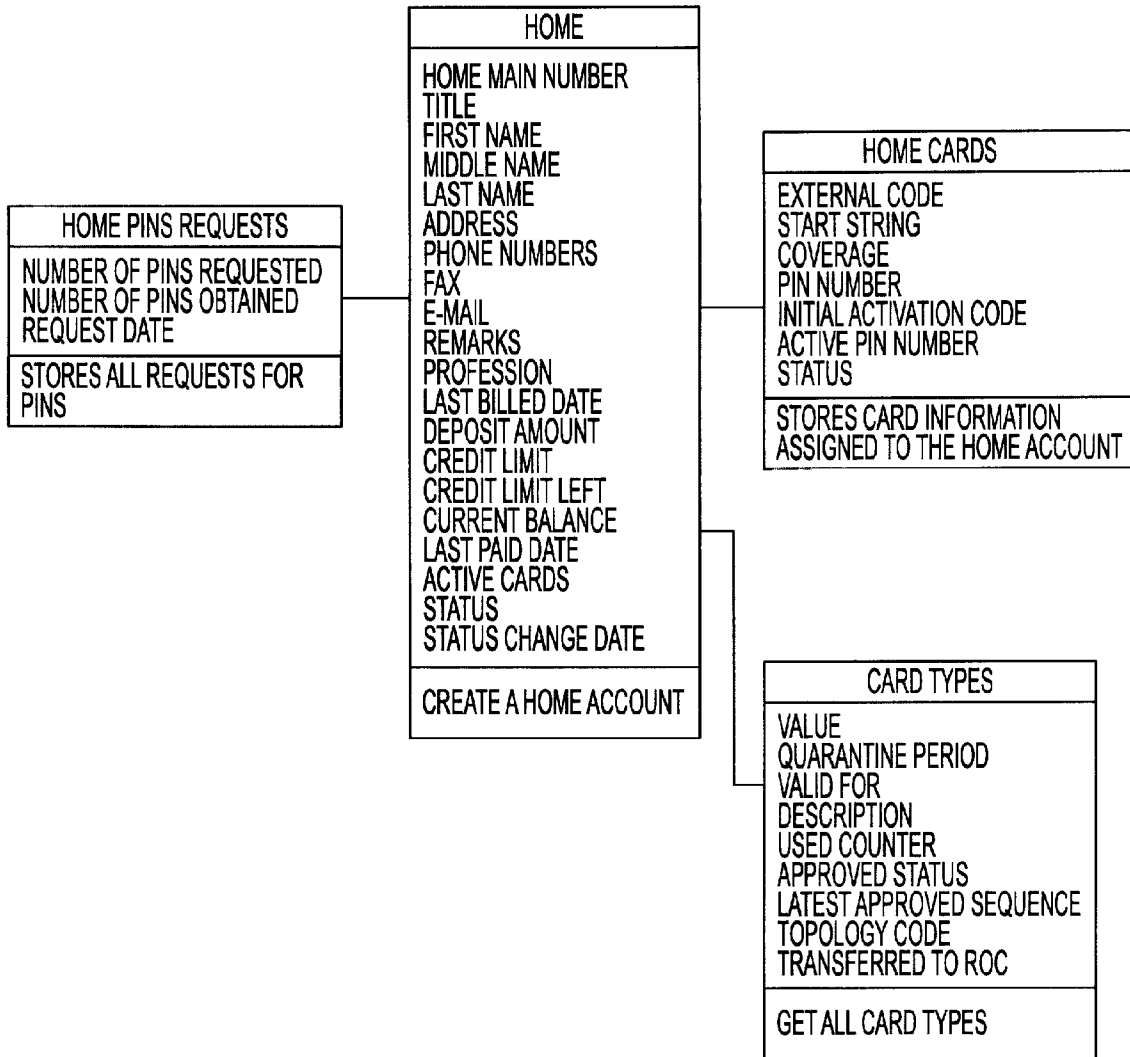 HOME
HOME MAIN NUMBER
TITLE
FIRST NAME
MIDDLE NAME
LAST NAME
ADDRESS
PHONE NUMBERS
FAX
E-MAIL
REMARKS
PROFESSION
LAST BILLED DATE
DEPOSIT AMOUNT
CREDIT LIMIT
CREDIT LIMIT LEFT
CURRENT BALANCE
LAST PAID DATE
ACTIVE CARDS
STATUS
STATUS CHANGE DATE
CREATE A HOME ACCOUNT
HOME PINS REQUESTS
NUMBER OF PINS REQUESTED
NUMBER OF PINS OBTAINED
REQUEST DATE
STORES ALL REQUESTS FOR
PINS
HOME CARDS
EXTERNAL CODE
START STRING
COVERAGE
PIN NUMBER
INITIAL ACTIVATION CODE
ACTIVE PIN NUMBER
STATUS
STORES CARD INFORMATION
ASSIGNED TO THE HOME ACCOUNT
CARD TYPES
VALUE
QUARANTINE PERIOD
VALID FOR
DESCRIPTION
USED COUNTER
APPROVED STATUS
LATEST APPROVED SEQUENCE
TOPOLOGY CODE
TRANSFERRED TO ROC
GET ALL CARD TYPES